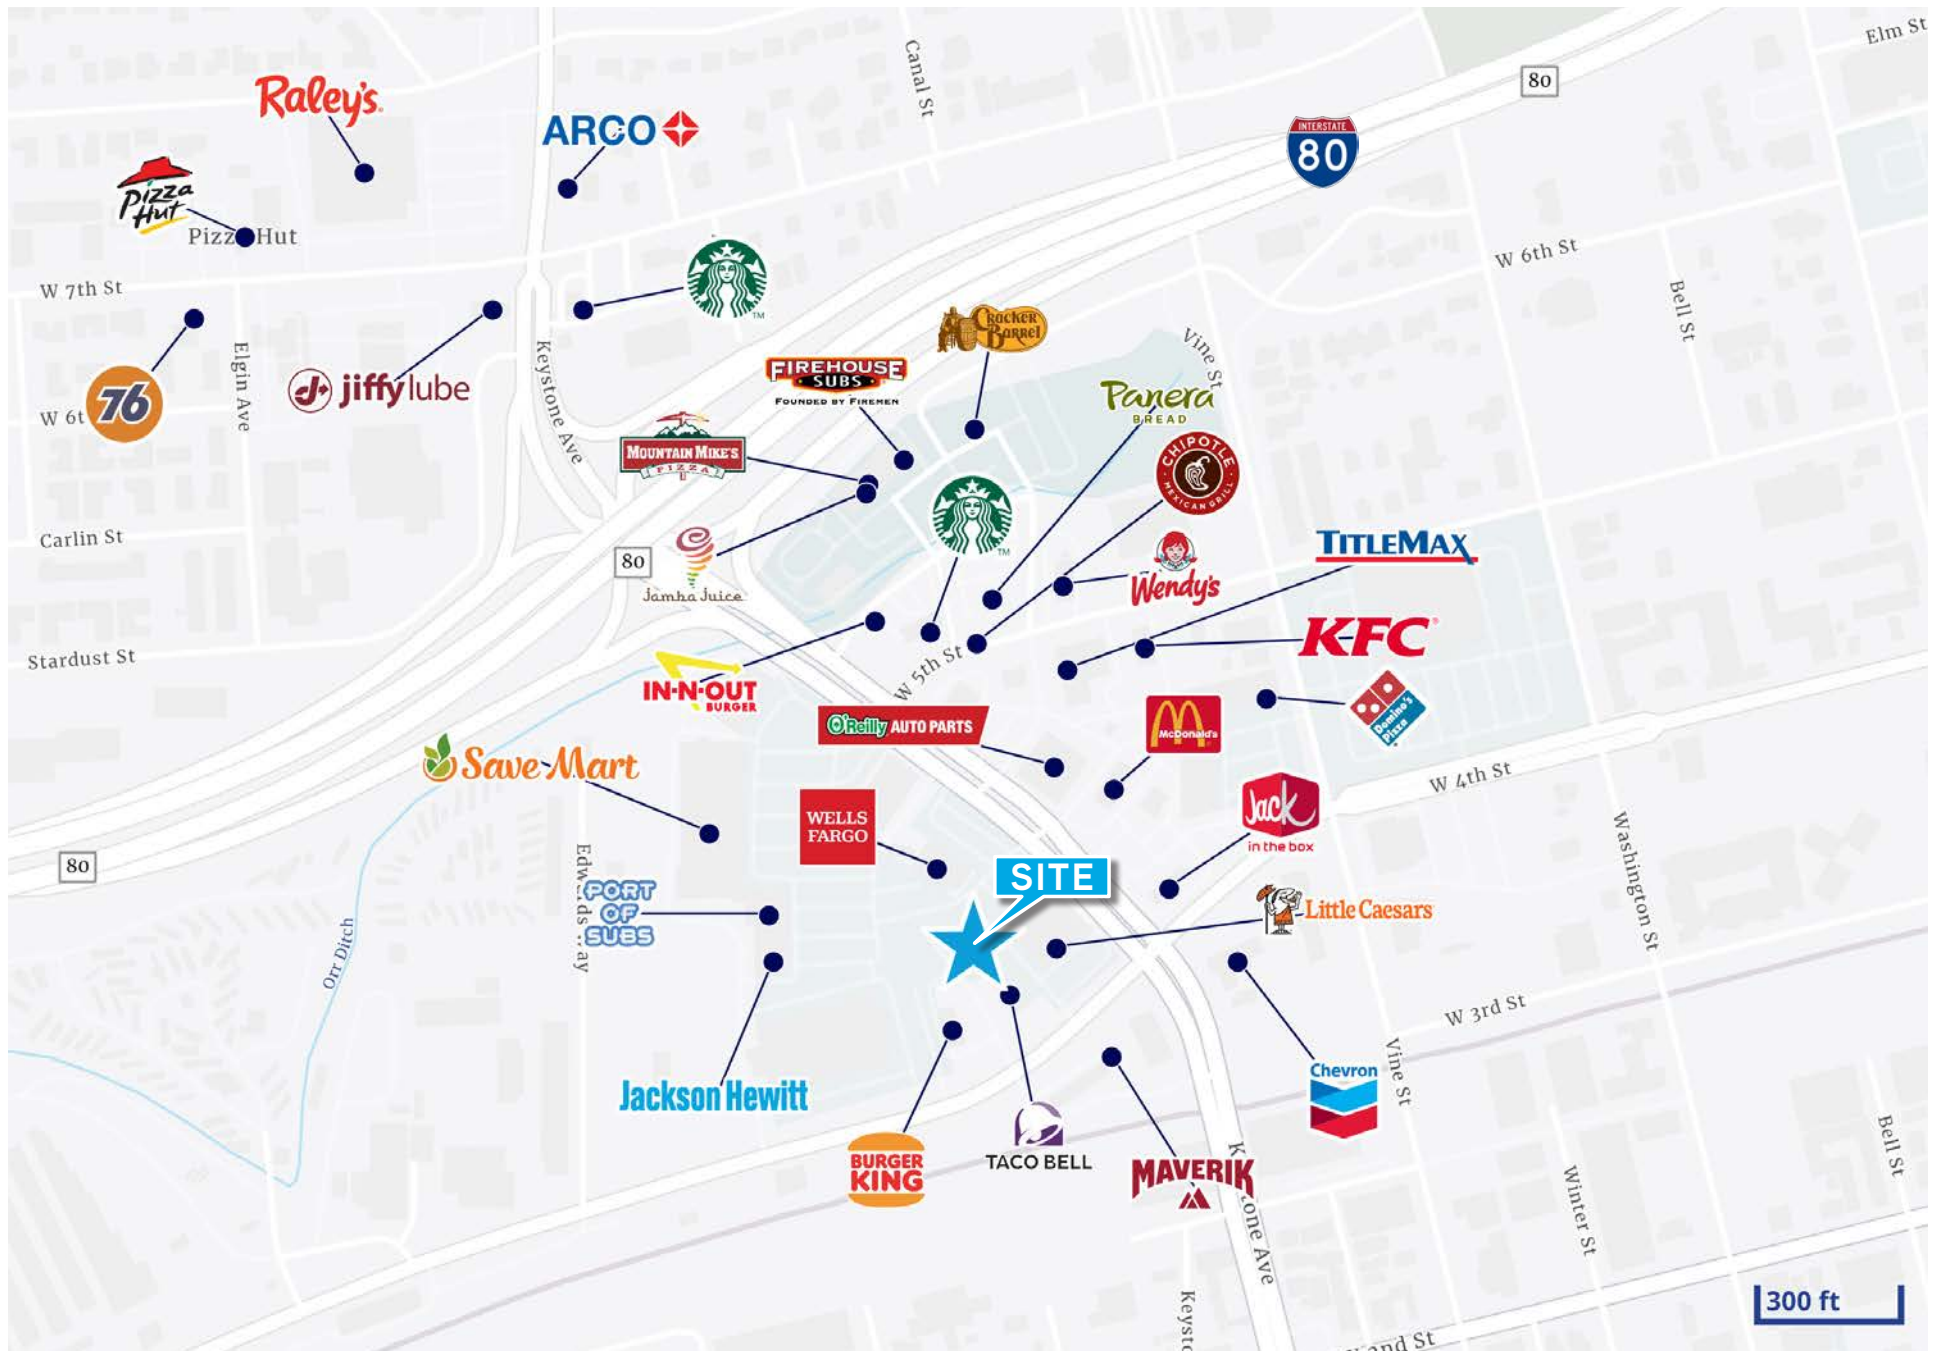 Elm St
Canal St
80
Raley's.
INTERSTATE
80
ARCO
Pizza
Hut
Pizz Hut
W 6th St
W 7th St
TM
Bell St
CRACKER
BARREL
Vine St
Elgin Ave
Keystone Ave
FIREHOUSE
SUBS
FOUNDED BY FIREMEN
jiffylube
76
W 6t
Panera
BREAD
MOUNTAIN MIKE'S
PIZZA
CHIPOTLE
MEXICAN GRILL
Carlin St
TM
80
TITLEMAX
Jamba Juice
Wendy's
KFC
Stardust St
W 5th St
IN-N-OUT
BURGER
Domino's
Pizza
O'Reilly AUTO PARTS
McDonald's
SaveMart
W 4th St
Jack
in the box
WELLS
FARGO
80
Washington St
SITE
PORT
OF
SUBS
Little Caesars
Orr Ditch
W 3rd St
Vine St
Jackson Hewitt
Chevron
BURGER
KING
TACO BELL
MAVERIK
Bell St
Winter St
300 ft